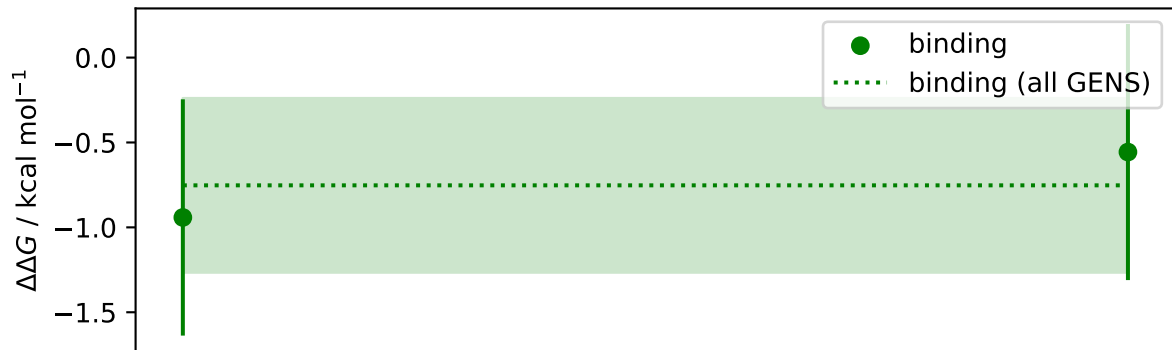 ΔΔG / kcal mol⁻¹
0.0
−0.5
−1.0
−1.5
binding
binding (all GENS)